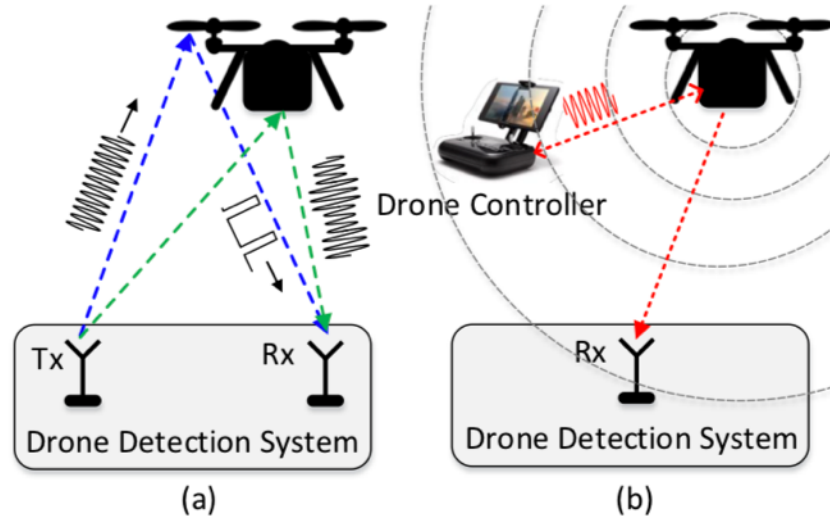 Drone Controller
Tx
Rx
Rx
Drone Detection System
Drone Detection System
(a)
(b)